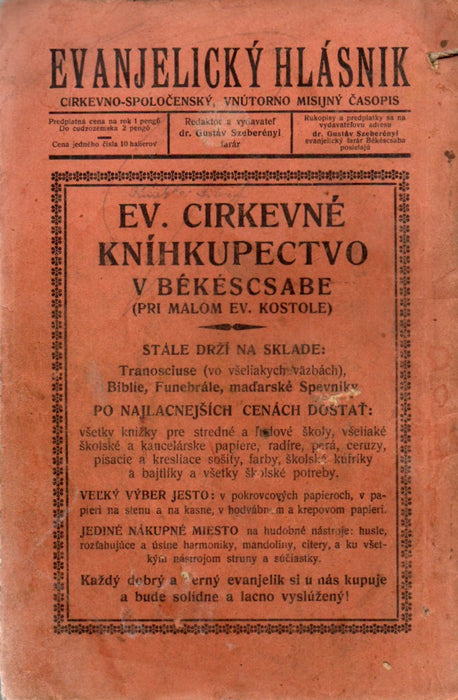 EVANJELICKÝ HLÁSNIK
CIRKEVNO-SPOLOČENSKÝ, VNÚTORNO MISIJNÝ ČASOPIS
Predplatná cena na rok 1 pengő
Do cudzozemska 2 pengő
Cena jedného čísla 10 halierov
Redaktor a vydavateľ
dr. Gustáv Szeberényi
farár
Rukopisy a predplatky sa na
vydavateľovu adresu
dr. Gustáv Szeberényi
evanjelický farár Békéscsaba
posielajú
EV. CIRKEVNÉ
KNÍHKUPECTVO
V BÉKÉSCSABE
(PRI MALOM EV. KOSTOLE)
STÁLE DRŽÍ NA SKLADE:
Tranosciuse (vo všeliakych väzbách),
Biblie, Funebrále, maďarské Spevníky
PO NAJLACNEJŠÍCH CENÁCH DOSTAŤ:
všetky knižky pre stredné a ľudové školy, všeliaké
školské a kancelárske papiere, radíre, perá, ceruzy,
pisacie a kresliace sošity, farby, školské kufríky
a bajtlíky a všetky školské potreby.
VEĽKÝ VÝBER JESTO: v pokrovcových papieroch, v pa-
pieri na stenu a na kasne, v hodvábnom a krepovom papieri.
JEDINÉ NÁKUPNÉ MIESTO na hudobné nástroje: husle,
rozťahujúce a ústne harmoniky, mandoliny, citery, a ku všet-
kým nástrojom struny a súčiastky.
Každý dobrý a verný evanjelik si u nás kupuje
a bude solidne a lacno vyslúžený!